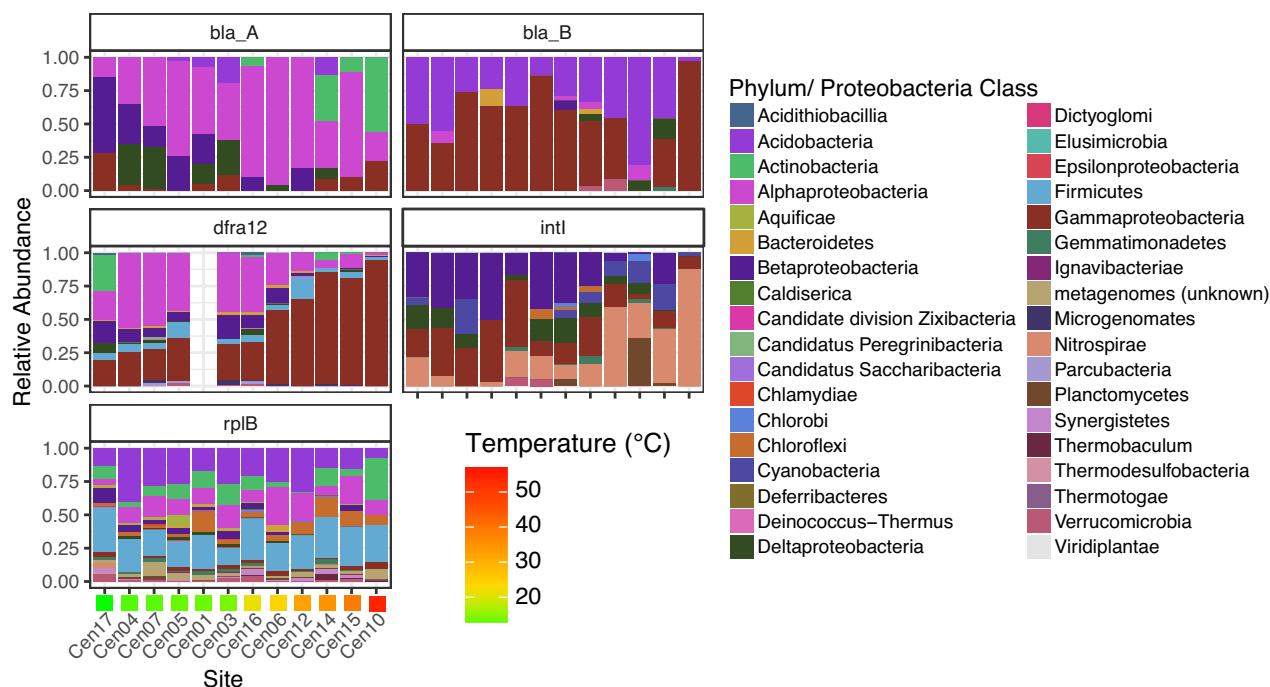 bla_A
bla_B
1.00
0.75
0.50
0.25
0.00
dfra12
intI
1.00
0.75
0.50
0.25
0.00
rplB
1.00
0.75
0.50
0.25
0.00
Relative Abundance
Cen17
Cen04
Cen07
Cen05
Cen01
Cen03
Cen16
Cen06
Cen12
Cen14
Cen15
Cen10
Site
Temperature (°C)
50
40
30
20
Phylum/ Proteobacteria Class
Acidithiobacillia
Acidobacteria
Actinobacteria
Alphaproteobacteria
Aquificae
Bacteroidetes
Betaproteobacteria
Caldiserica
Candidate division Zixibacteria
Candidatus Peregrinibacteria
Candidatus Saccharibacteria
Chlamydiae
Chlorobi
Chloroflexi
Cyanobacteria
Deferribacteres
Deinococcus−Thermus
Deltaproteobacteria
Dictyoglomi
Elusimicrobia
Epsilonproteobacteria
Firmicutes
Gammaproteobacteria
Gemmatimonadetes
Ignavibacteriae
metagenomes (unknown)
Microgenomates
Nitrospirae
Parcubacteria
Planctomycetes
Synergistetes
Thermobaculum
Thermodesulfobacteria
Thermotogae
Verrucomicrobia
Viridiplantae